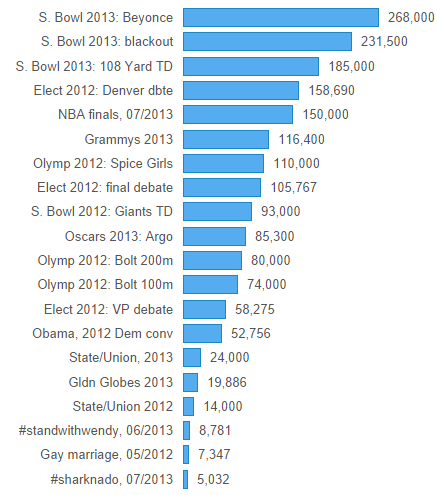 S. Bowl 2013: Beyonce 268,000
S. Bowl 2013: blackout 231,500
S. Bowl 2013: 108 Yard TD 185,000
Elect 2012: Denver dbte 158,690
NBA finals, 07/2013 150,000
Grammys 2013 116,400
Olymp 2012: Spice Girls 110,000
Elect 2012: final debate 105,767
S. Bowl 2012: Giants TD 93,000
Oscars 2013: Argo 85,300
Olymp 2012: Bolt 200m 80,000
Olymp 2012: Bolt 100m 74,000
Elect 2012: VP debate 58,275
Obama, 2012 Dem conv 52,756
State/Union, 2013 24,000
Gldn Globes 2013 19,886
State/Union 2012 14,000
#standwithwendy, 06/2013 8,781
Gay marriage, 05/2012 7,347
#sharknado, 07/2013 5,032